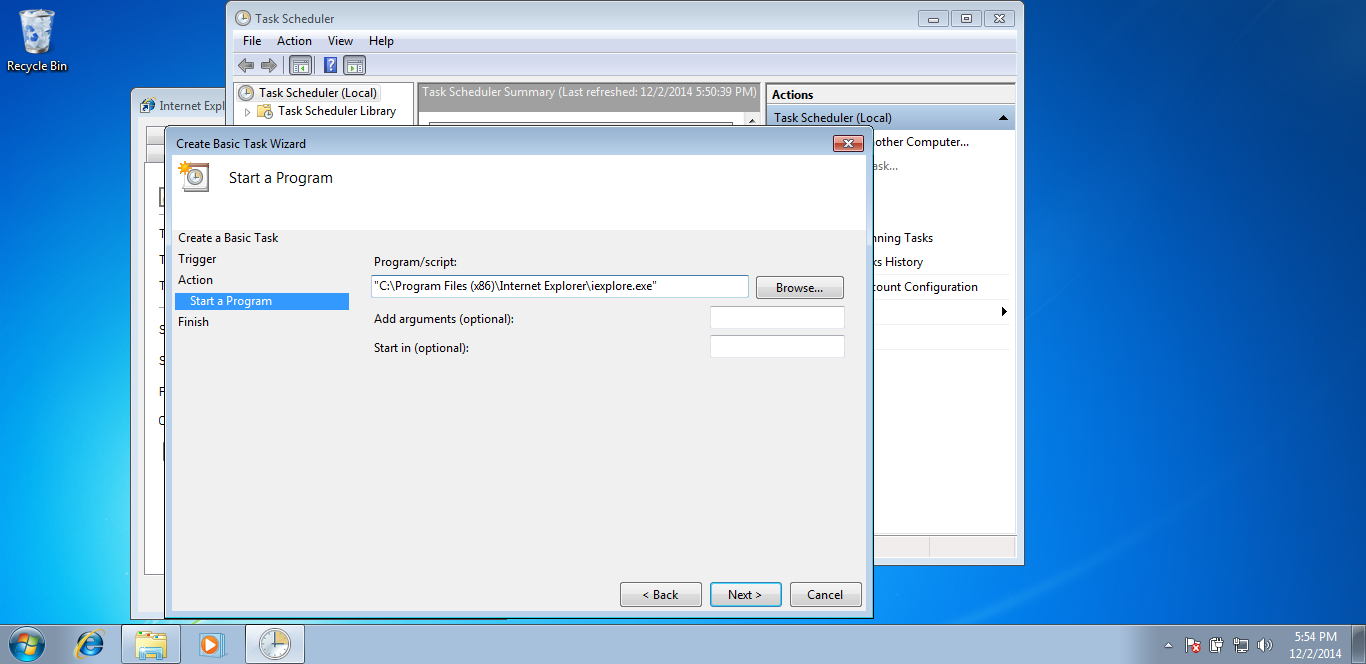 Recycle Bin
Task Scheduler
File Action View Help
Task Scheduler (Local)
Task Scheduler Library
Task Scheduler Summary (Last refreshed: 12/2/2014 5:50:39 PM)
Actions
Task Scheduler (Local)
other Computer...
ask...
nning Tasks
ks History
count Configuration
Internet Expl
Create Basic Task Wizard
Start a Program
Create a Basic Task
Trigger
Action
Start a Program
Finish
Program/script:
"C:\Program Files (x86)\Internet Explorer\iexplore.exe"
Browse...
Add arguments (optional):
Start in (optional):
< Back
Next >
Cancel
5:54 PM
12/2/2014